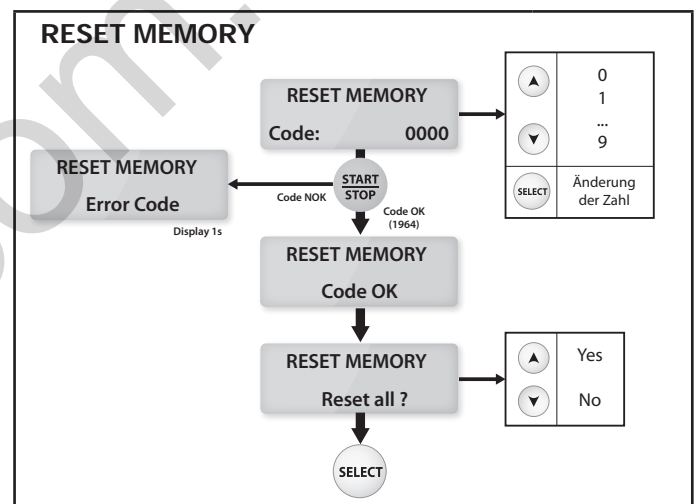 RESET MEMORY
RESET MEMORY
Code: 0000
0
1
...
9
SELECT
Änderung
der Zahl
RESET MEMORY
Error Code
Display 1s
Code NOK
START
STOP
Code OK
(1964)
RESET MEMORY
Code OK
RESET MEMORY
Reset all ?
Yes
No
SELECT